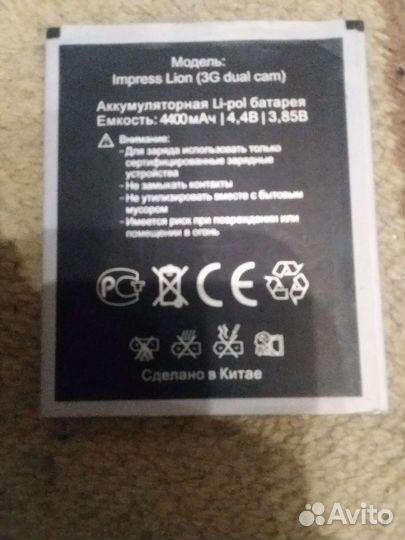 Модель:
Impress Lion (3G dual cam)
Аккумуляторная Li-pol батарея
Емкость: 4400мАч | 4,4В | 3,85В
Внимание:
- Для заряда использовать только
сертифицированные зарядные
устройства
- Не замыкать контакты
- Не утилизировать вместе с бытовым
мусором
- Имеется риск при повреждении или
помещении в огонь
РСТ CE
Сделано в Китае
Avito